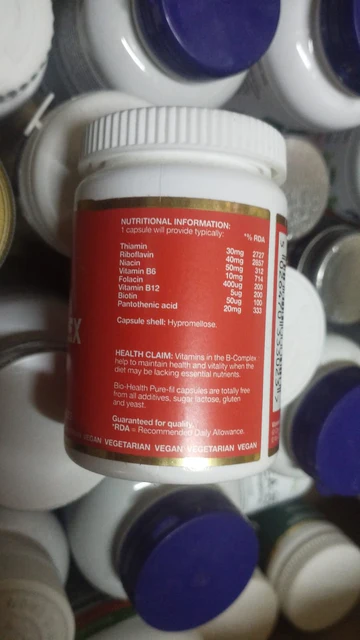 NUTRITIONAL INFORMATION:
1 capsule will provide typically: *% RDA
Thiamin 30mg 2727
Riboflavin 40mg 2857
Niacin 50mg 312
Vitamin B6 10mg 714
Folacin 400ug 200
Vitamin B12 5ug 200
Biotin 50ug 100
Pantothenic acid 20mg 333
Capsule shell: Hypromellose.
EX
HEALTH CLAIM: Vitamins in the B-Complex
help to maintain health and vitality when the
diet may be lacking essential nutrients.
Bio-Health Pure-fil capsules are totally free
from all additives, sugar lactose, gluten
and yeast.
Guaranteed for quality.
*RDA = Recommended Daily Allowance.
VEGAN VEGETARIAN VEGAN VEGETARIAN VEGAN